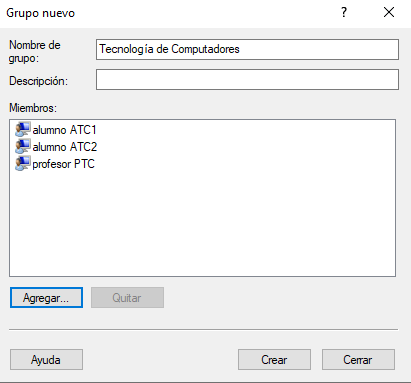 Grupo nuevo
?
Nombre de
grupo:
Tecnología de Computadores
Descripción:
Miembros:
alumno ATC1
alumno ATC2
profesor PTC
Agregar...
Quitar
Ayuda
Crear
Cerrar